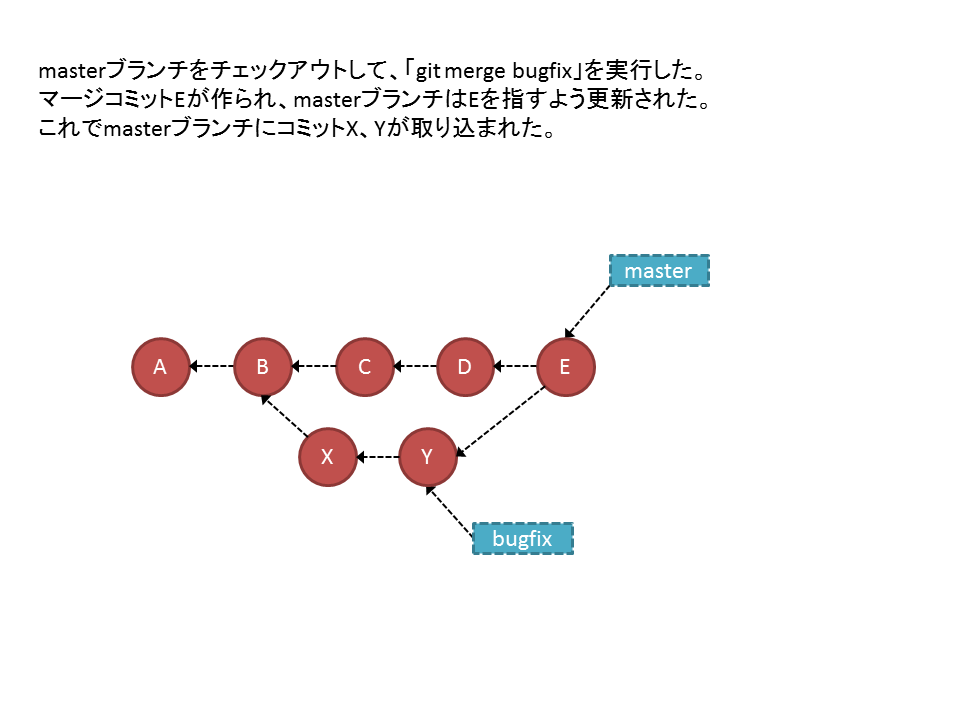 masterブランチをチェックアウトして、「git merge bugfix」を実行した。
マージコミットEが作られ、masterブランチはEを指すよう更新された。
これでmasterブランチにコミットX、Yが取り込まれた。
master
A B C D E
X Y
bugfix